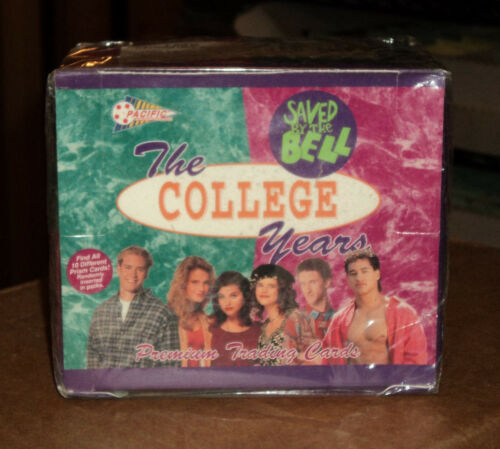 PACIFIC
SAVED
BY THE
BELL
The
COLLEGE
Years
Find All
10 Different
Prism Cards!
Randomly
inserted
in packs.
Premium Trading Cards